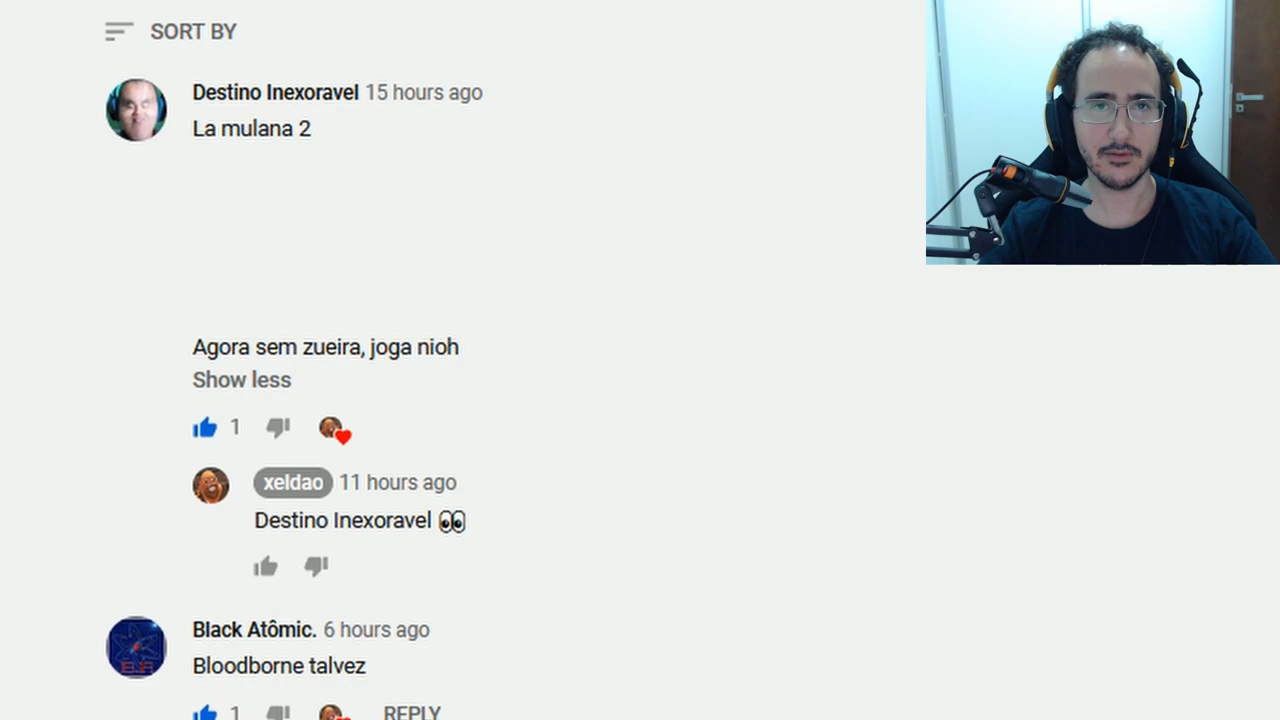 SORT BY
Destino Inexoravel 15 hours ago
La mulana 2
Agora sem zueira, joga nioh
Show less
1
xeldao 11 hours ago
Destino Inexoravel 👀
Black Atômic. 6 hours ago
Bloodborne talvez
1 REPLY